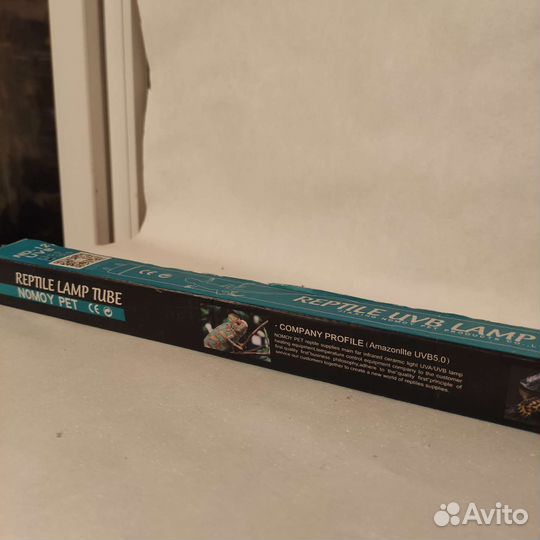 REPTILE UVB LAMP
REPTILE LAMP TUBE
NOMOY PET CE
· COMPANY PROFILE (Amazonlite UVB5.0)
NOMOY PET reptile supplies main far infrared ceramic light UVA\UVB lamp
heating equipment,temperature control equipment company to the customer
first,quality first"business, philosophy,adhere to the"quality first"principle of
service our customers together to create a new world of reptiles supplies.
Avito